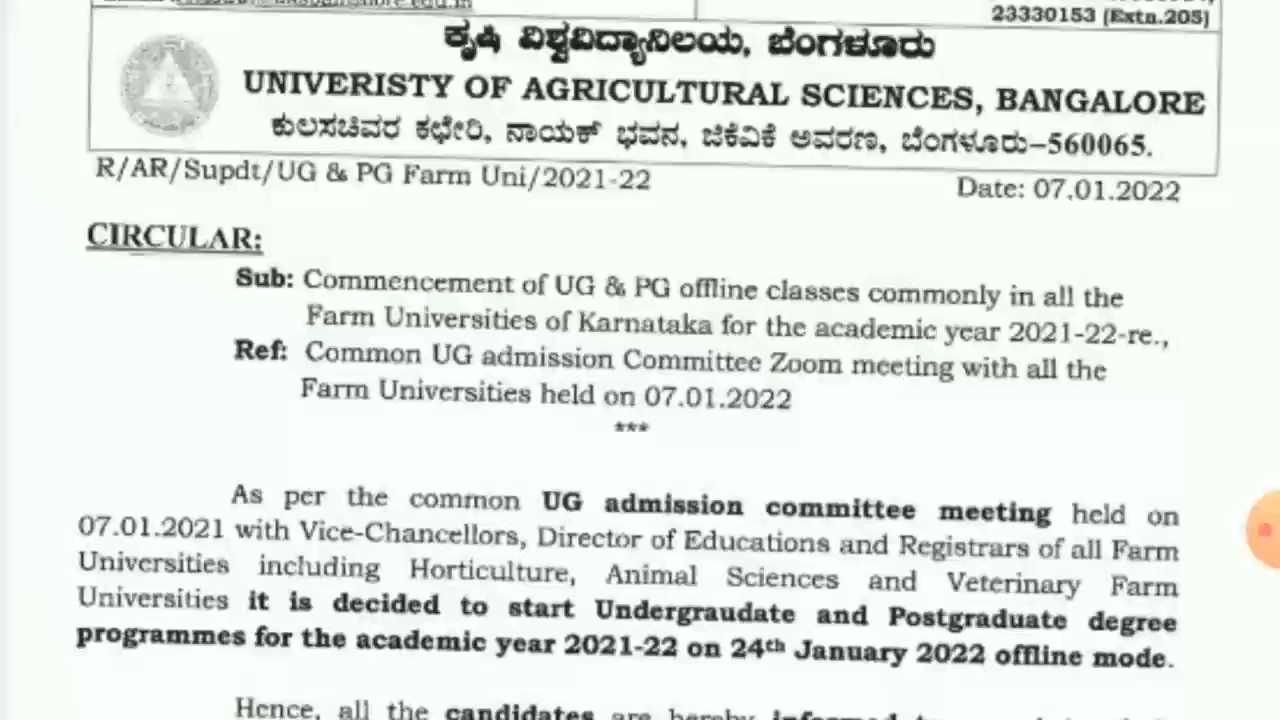 23330153 (Extn.205)
ಕೃಷಿ ವಿಶ್ವವಿದ್ಯಾನಿಲಯ, ಬೆಂಗಳೂರು
UNIVERISTY OF AGRICULTURAL SCIENCES, BANGALORE
ಕುಲಸಚಿವರ ಕಛೇರಿ, ನಾಯಕ್ ಭವನ, ಜಿಕೆವಿಕೆ ಆವರಣ, ಬೆಂಗಳೂರು–560065.
R/AR/Supdt/UG & PG Farm Uni/2021-22 Date: 07.01.2022
CIRCULAR:
Sub: Commencement of UG & PG offline classes commonly in all the
Farm Universities of Karnataka for the academic year 2021-22-re.,
Ref: Common UG admission Committee Zoom meeting with all the
Farm Universities held on 07.01.2022
***
As per the common UG admission committee meeting held on
07.01.2021 with Vice-Chancellors, Director of Educations and Registrars of all Farm
Universities including Horticulture, Animal Sciences and Veterinary Farm
Universities it is decided to start Undergraudate and Postgraduate degree
programmes for the academic year 2021-22 on 24th January 2022 offline mode.
Hence, all the candidates are hereby informed to